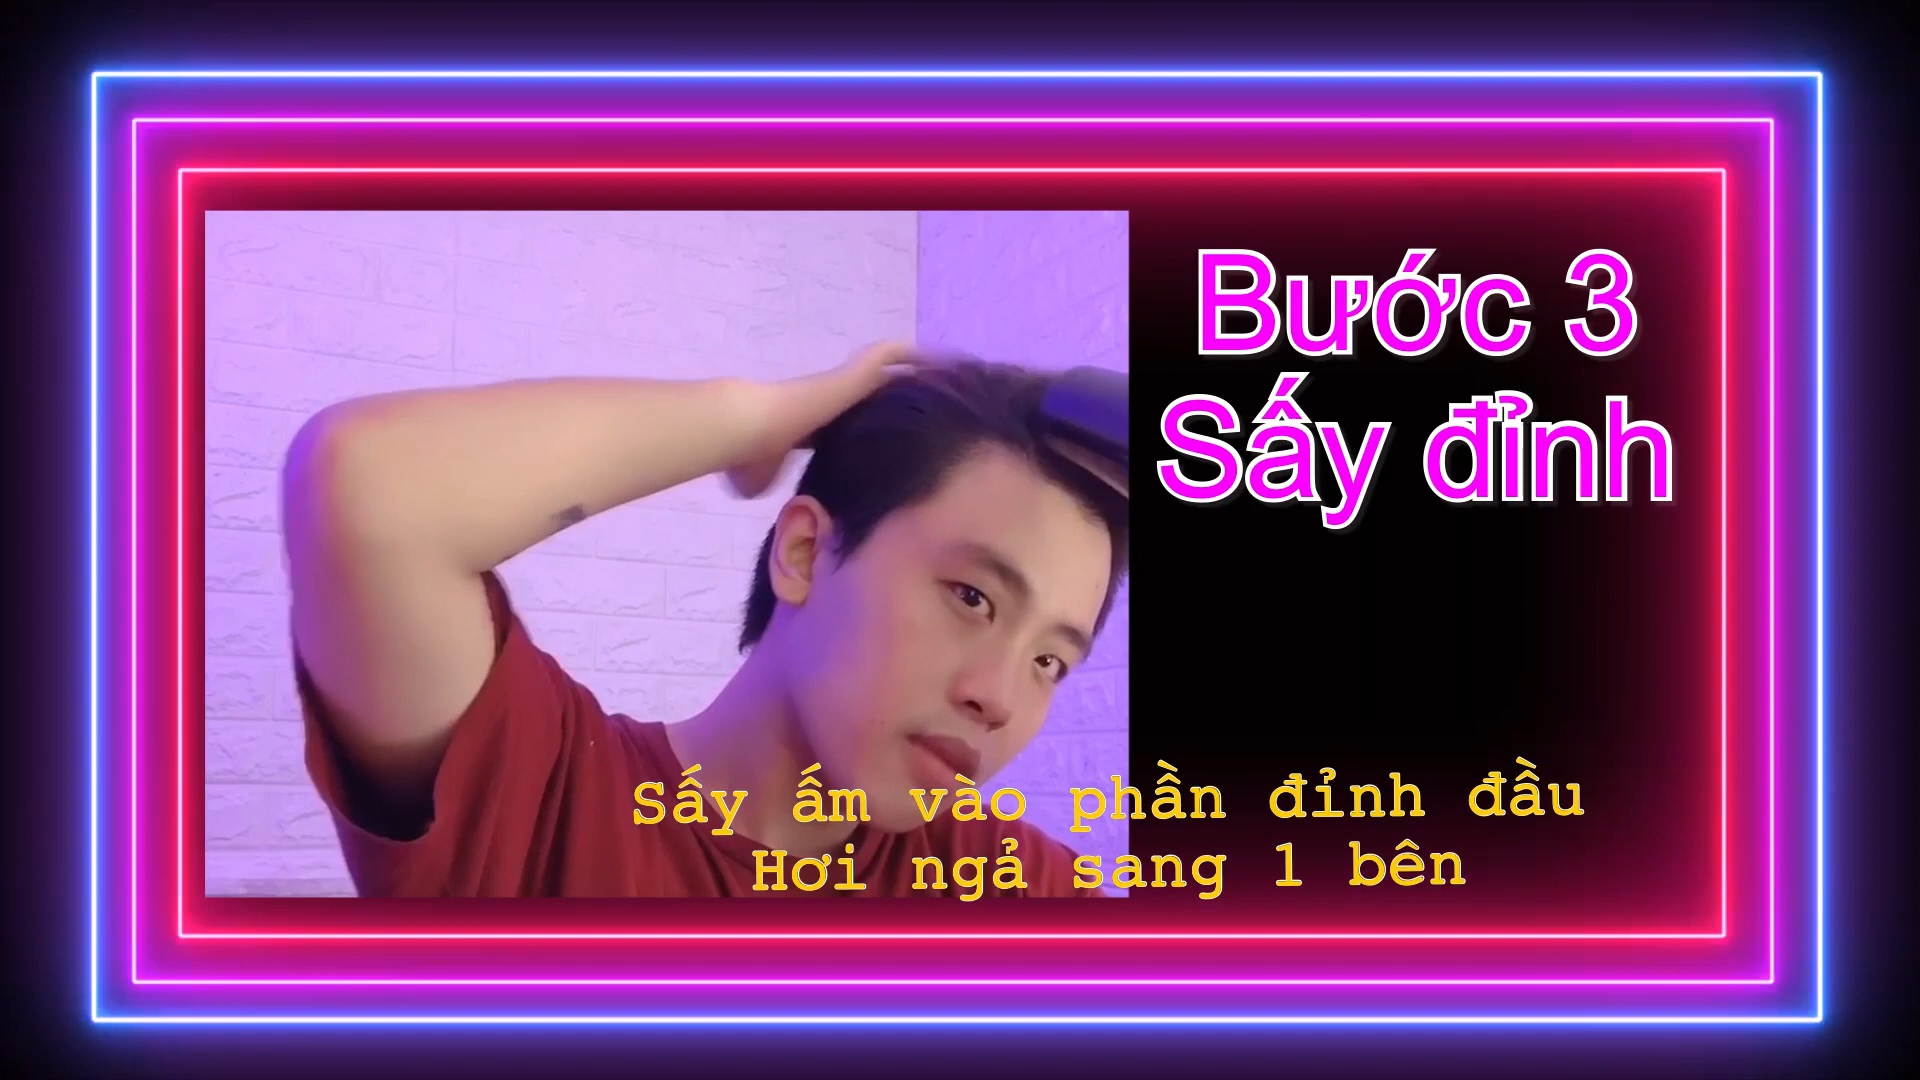 Bước 3
Sấy đỉnh
Sấy ấm vào phần đỉnh đầu
Hơi ngả sang 1 bên